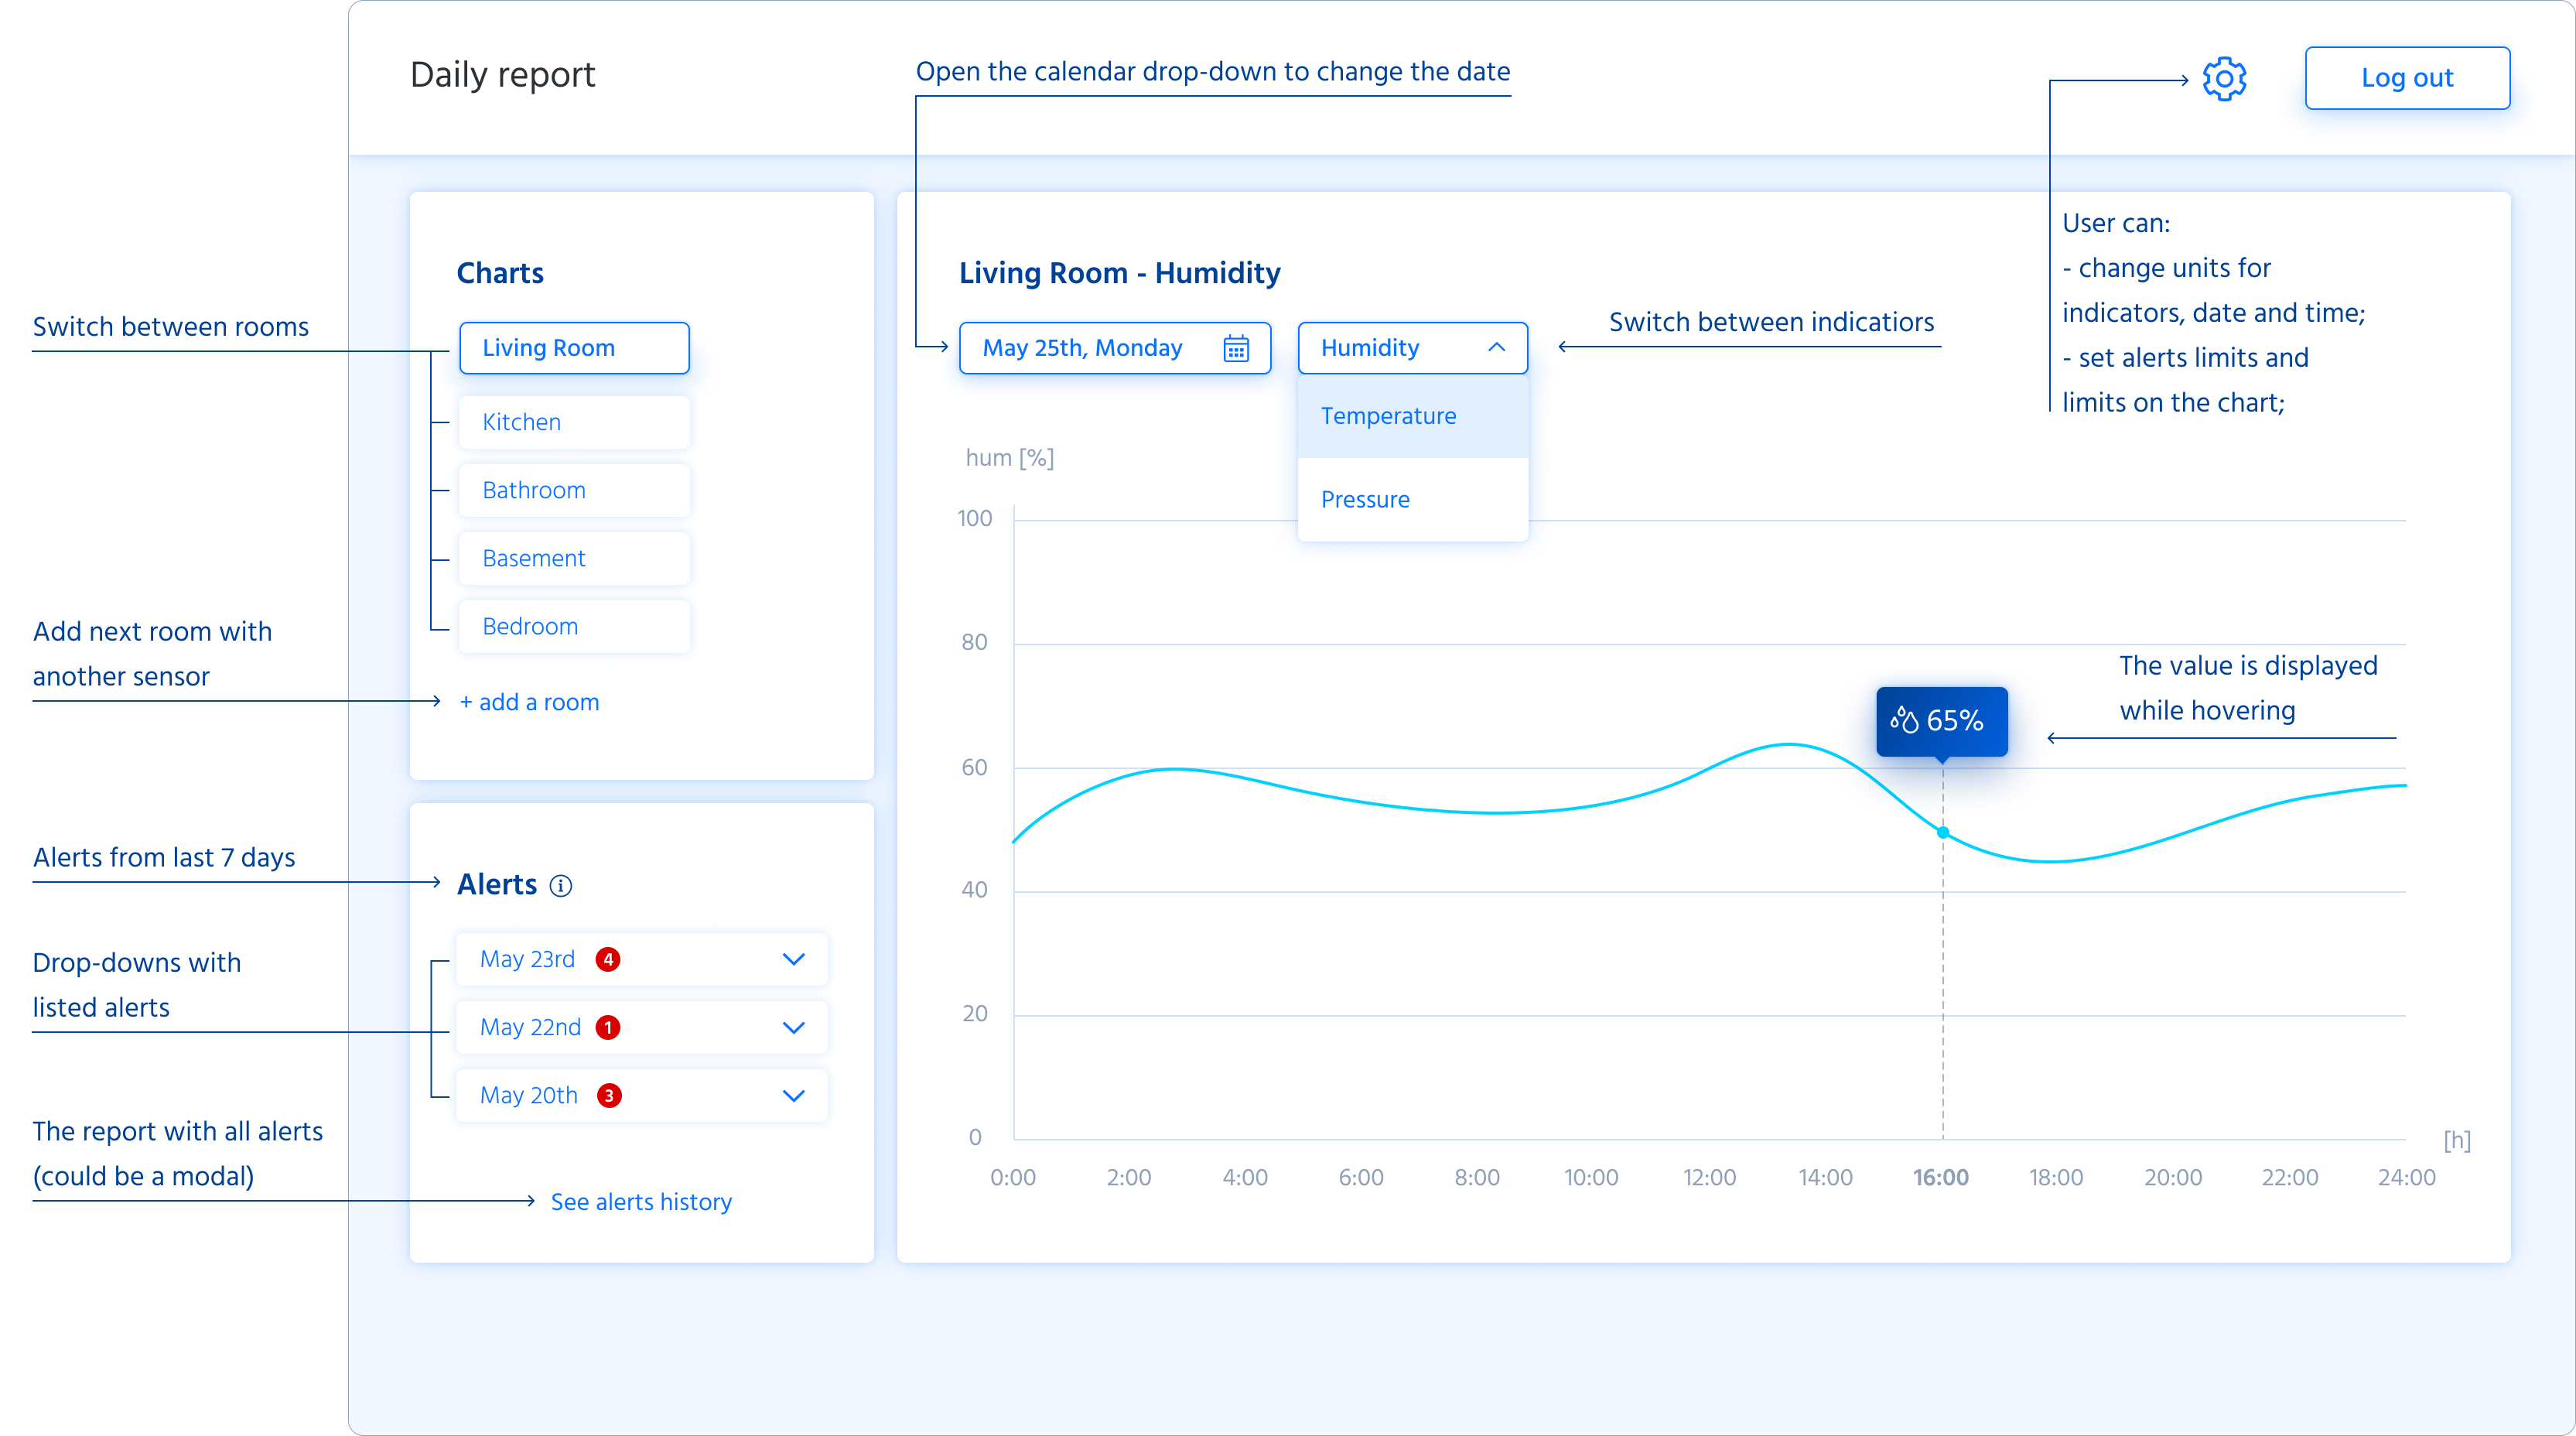 Daily report
Open the calendar drop-down to change the date
Log out
User can:
- change units for
indicators, date and time;
- set alerts limits and
limits on the chart;
Charts
Switch between rooms
Living Room
Kitchen
Bathroom
Basement
Bedroom
Add next room with
another sensor
+ add a room
Alerts from last 7 days
Alerts
Drop-downs with
listed alerts
May 23rd 4
May 22nd 1
May 20th 3
The report with all alerts
(could be a modal)
See alerts history
Living Room - Humidity
May 25th, Monday
Humidity
Switch between indicatiors
Temperature
Pressure
hum [%]
100
80
60
40
20
0
The value is displayed
while hovering
65%
[h]
0:00 2:00 4:00 6:00 8:00 10:00 12:00 14:00 16:00 18:00 20:00 22:00 24:00